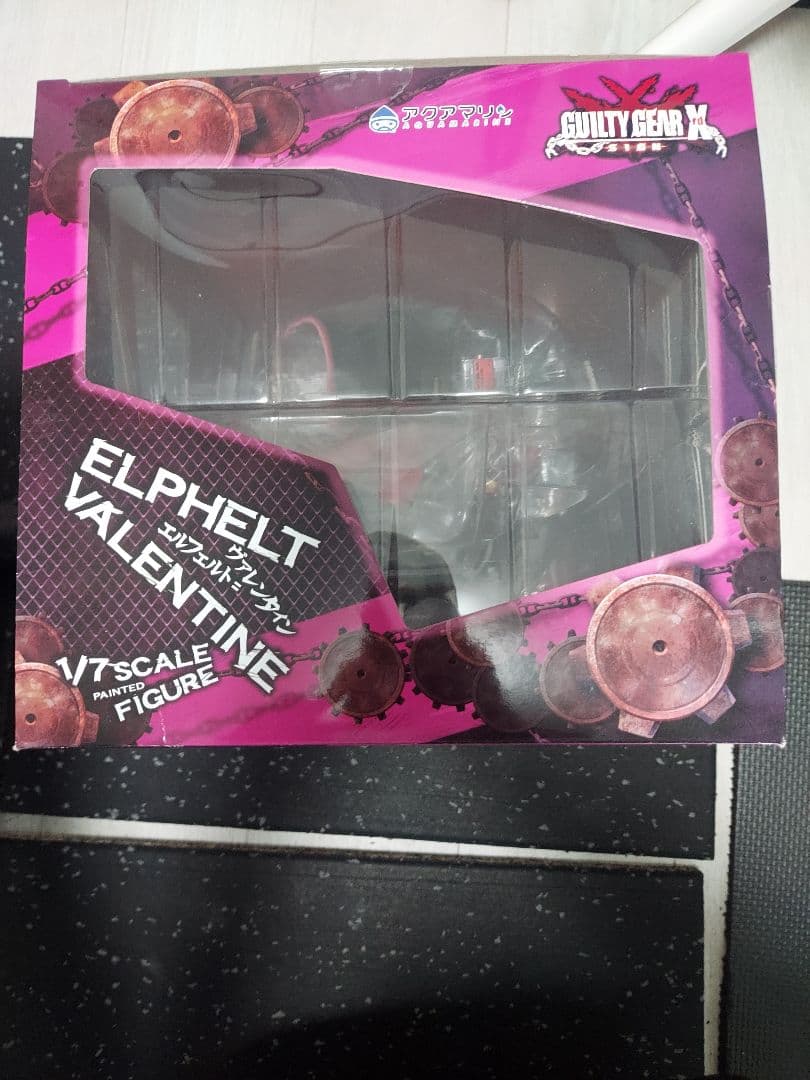 アクアマリン
AQUAMARINE
GUILTY GEAR Xrd
-SIGN-
ELPHELT
ヴァレンタイン
エルフェルト＝
VALENTINE
1/7 SCALE
PAINTED
FIGURE